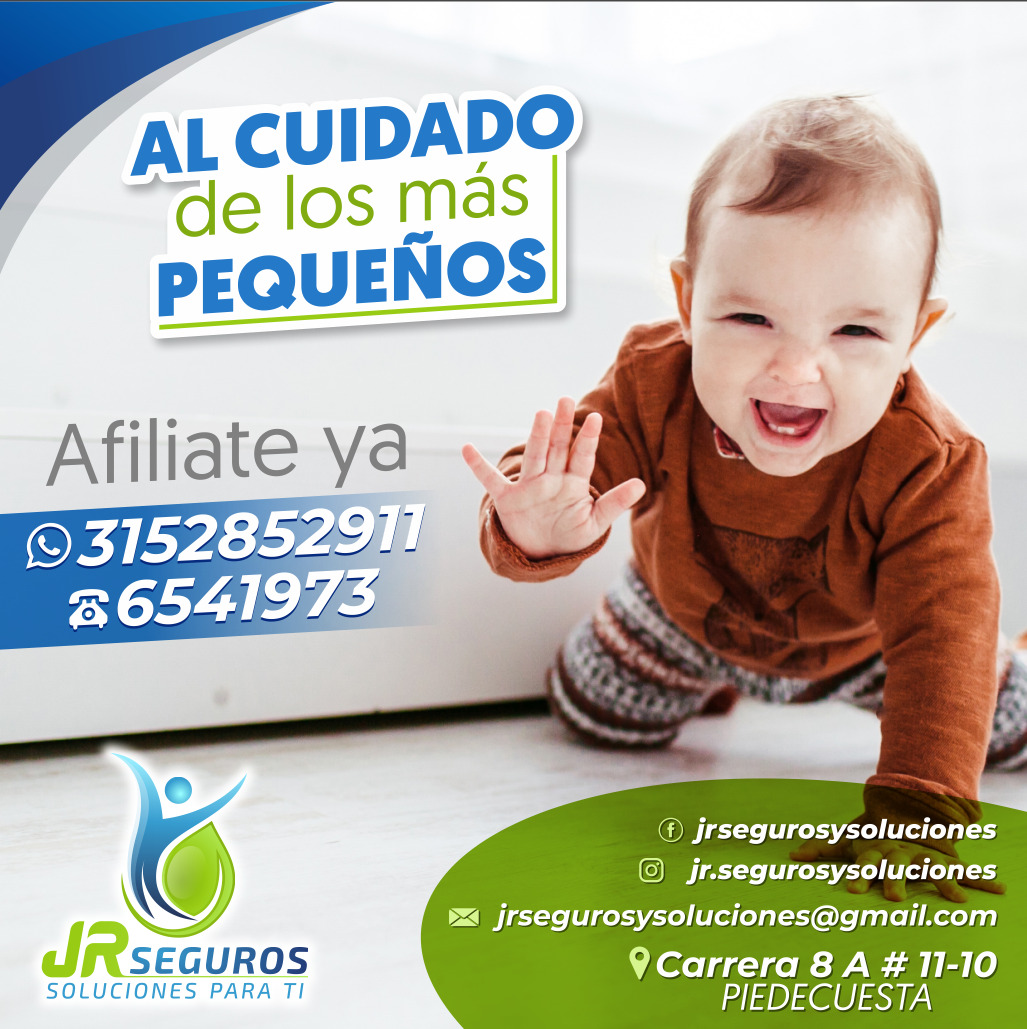 AL CUIDADO
de los más
PEQUEÑOS
Afiliate ya
3152852911
6541973
JR SEGUROS
SOLUCIONES PARA TI
jrsegurosysoluciones
jr.segurosysoluciones
jrsegurosysoluciones@gmail.com
Carrera 8 A # 11-10
PIEDECUESTA